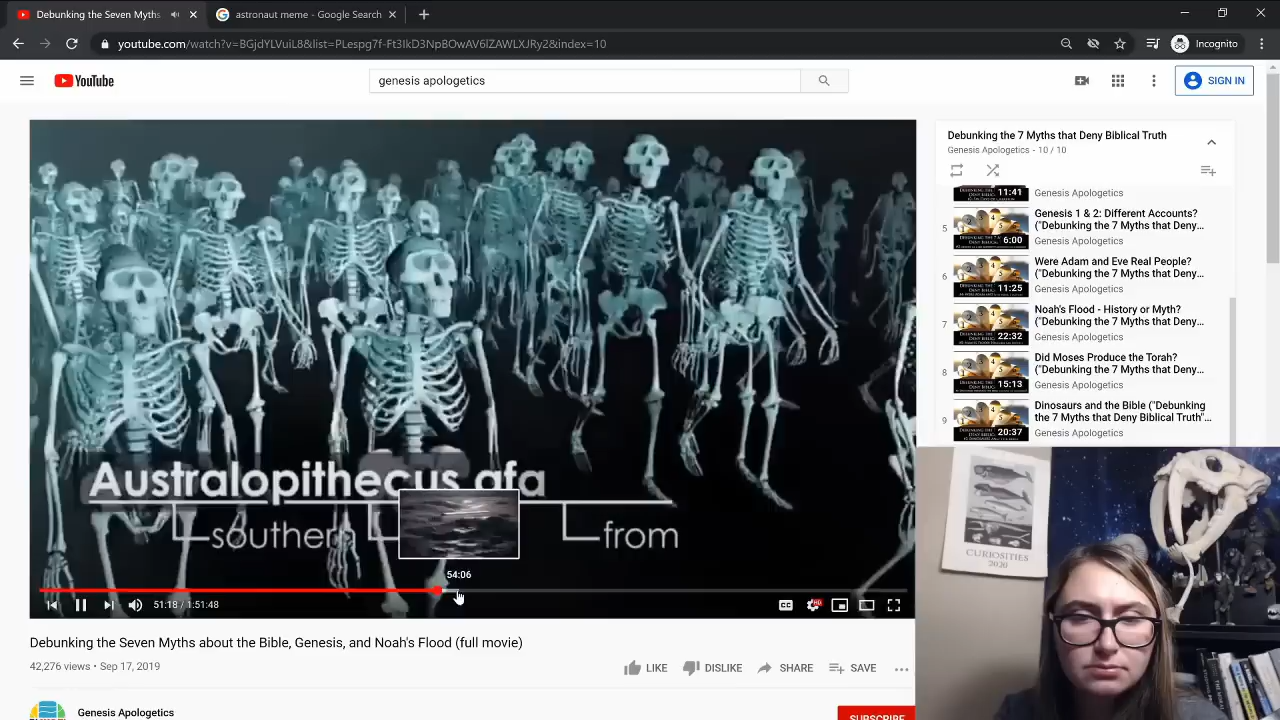 Debunking the Seven Myths
astronaut meme - Google Search
youtube.com/watch?v=BGjdYLVuiL8&list=PLespg7f-Ft3IkD3NpBOwAV6lZAWLXJRy2&index=10
Incognito
YouTube
genesis apologetics
SIGN IN
Debunking the 7 Myths that Deny Biblical Truth
Genesis Apologetics - 10 / 10
11:41
Genesis Apologetics
5
Genesis 1 & 2: Different Accounts?
("Debunking the 7 Myths that Deny...
6:00
Genesis Apologetics
6
Were Adam and Eve Real People?
("Debunking the 7 Myths that Deny...
11:25
Genesis Apologetics
7
Noah's Flood - History or Myth?
("Debunking the 7 Myths that Deny...
22:32
Genesis Apologetics
8
Did Moses Produce the Torah?
("Debunking the 7 Myths that Deny...
15:13
Genesis Apologetics
9
Dinosaurs and the Bible ("Debunking
the 7 Myths that Deny Biblical Truth"...
20:37
Genesis Apologetics
Australopithecus afa
southern
from
54:06
51:18 / 1:51:48
CC
HD
CURIOSITIES
2020
Debunking the Seven Myths about the Bible, Genesis, and Noah's Flood (full movie)
42,276 views • Sep 17, 2019
LIKE
DISLIKE
SHARE
SAVE
Genesis Apologetics
SUBSCRIBE